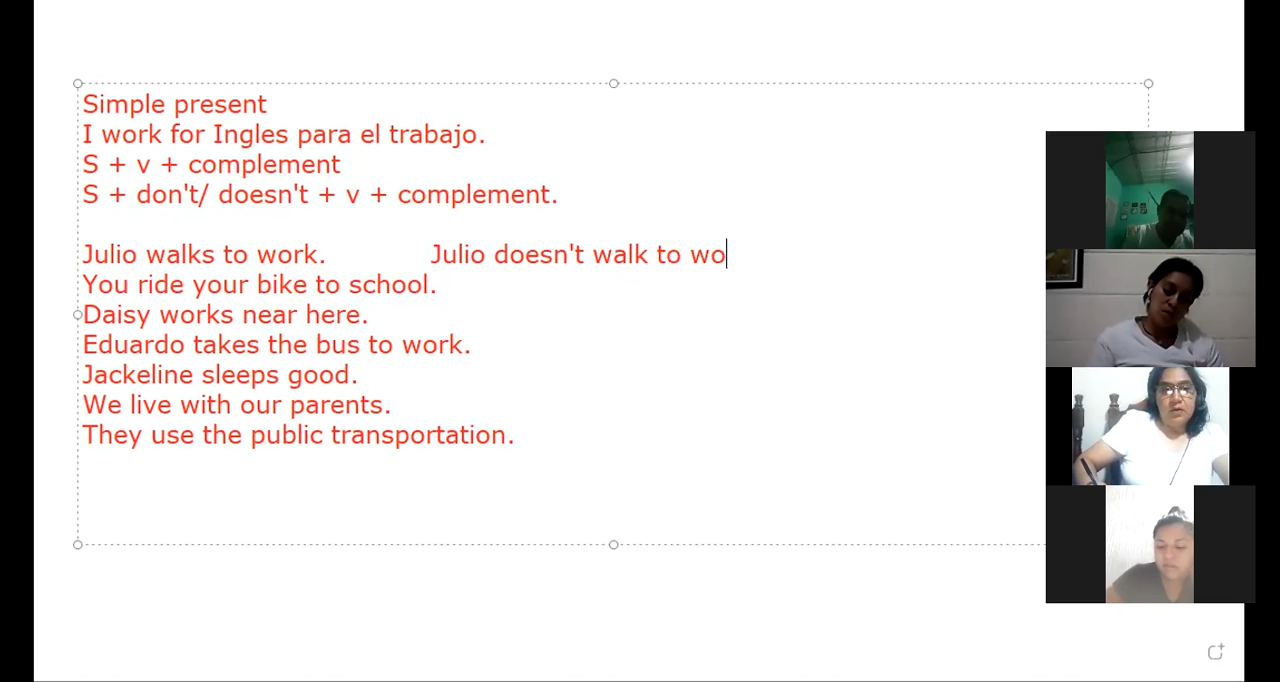 Simple present
I work for Ingles para el trabajo.
S + v + complement
S + don't/ doesn't + v + complement.
Julio walks to work. Julio doesn't walk to wo
You ride your bike to school.
Daisy works near here.
Eduardo takes the bus to work.
Jackeline sleeps good.
We live with our parents.
They use the public transportation.